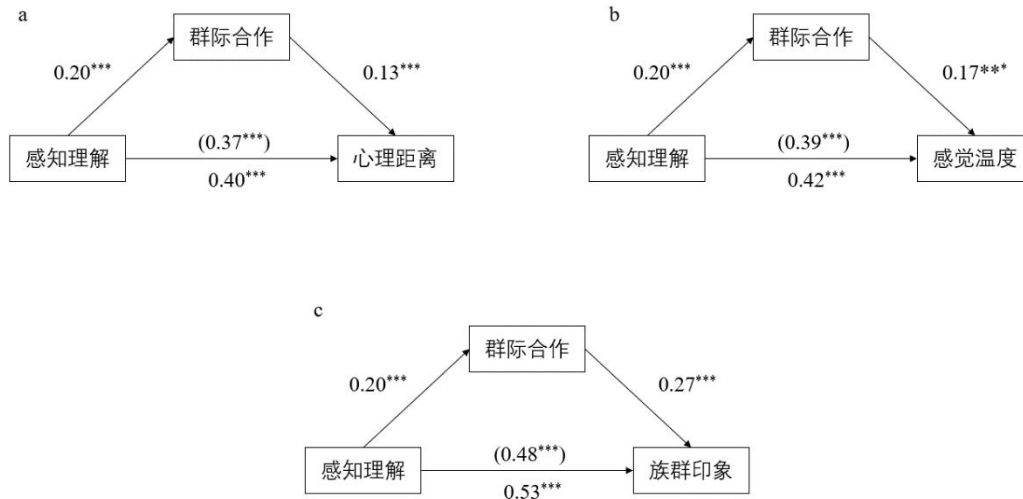 a
群际合作
0.20***
0.13***
感知理解
(0.37***)
0.40***
心理距离
b
群际合作
0.20***
0.17***
感知理解
(0.39***)
0.42***
感觉温度
c
群际合作
0.20***
0.27***
感知理解
(0.48***)
0.53***
族群印象